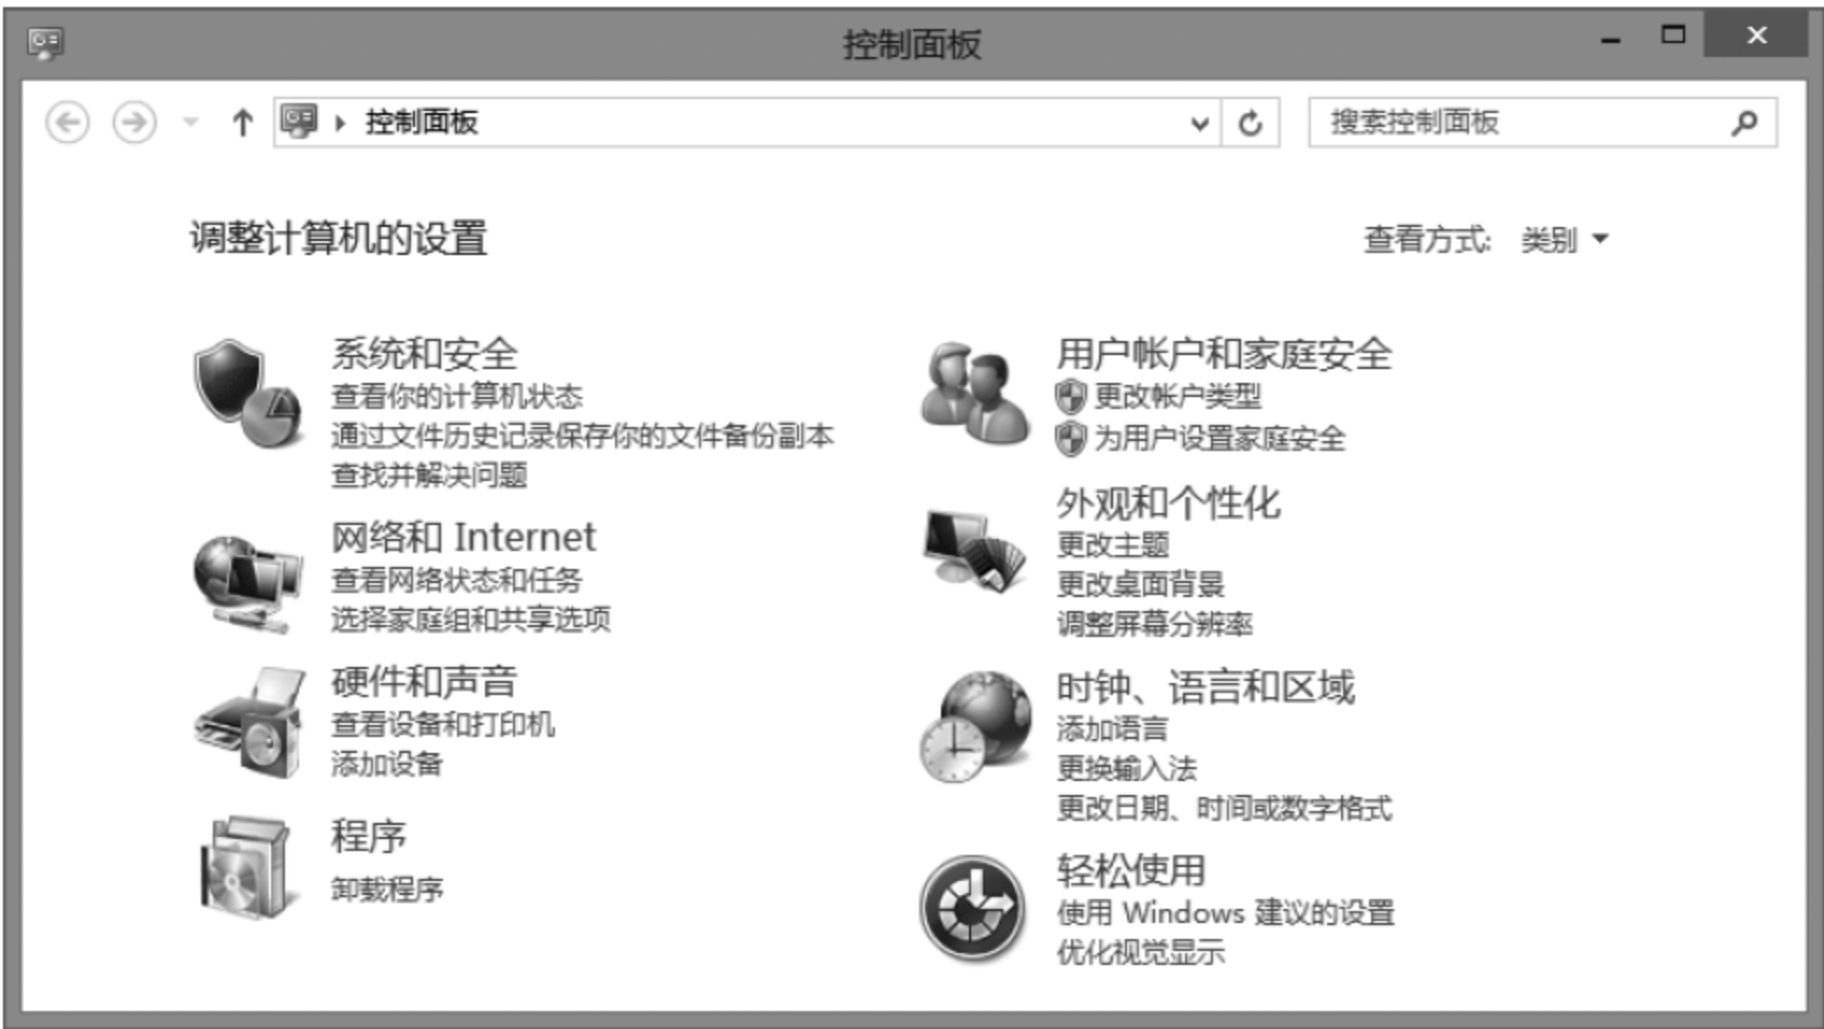 控制面板
控制面板
搜索控制面板
调整计算机的设置
查看方式: 类别
系统和安全
查看你的计算机状态
通过文件历史记录保存你的文件备份副本
查找并解决问题
网络和 Internet
查看网络状态和任务
选择家庭组和共享选项
硬件和声音
查看设备和打印机
添加设备
程序
卸载程序
用户帐户和家庭安全
更改帐户类型
为用户设置家庭安全
外观和个性化
更改主题
更改桌面背景
调整屏幕分辨率
时钟、语言和区域
添加语言
更换输入法
更改日期、时间或数字格式
轻松使用
使用 Windows 建议的设置
优化视觉显示